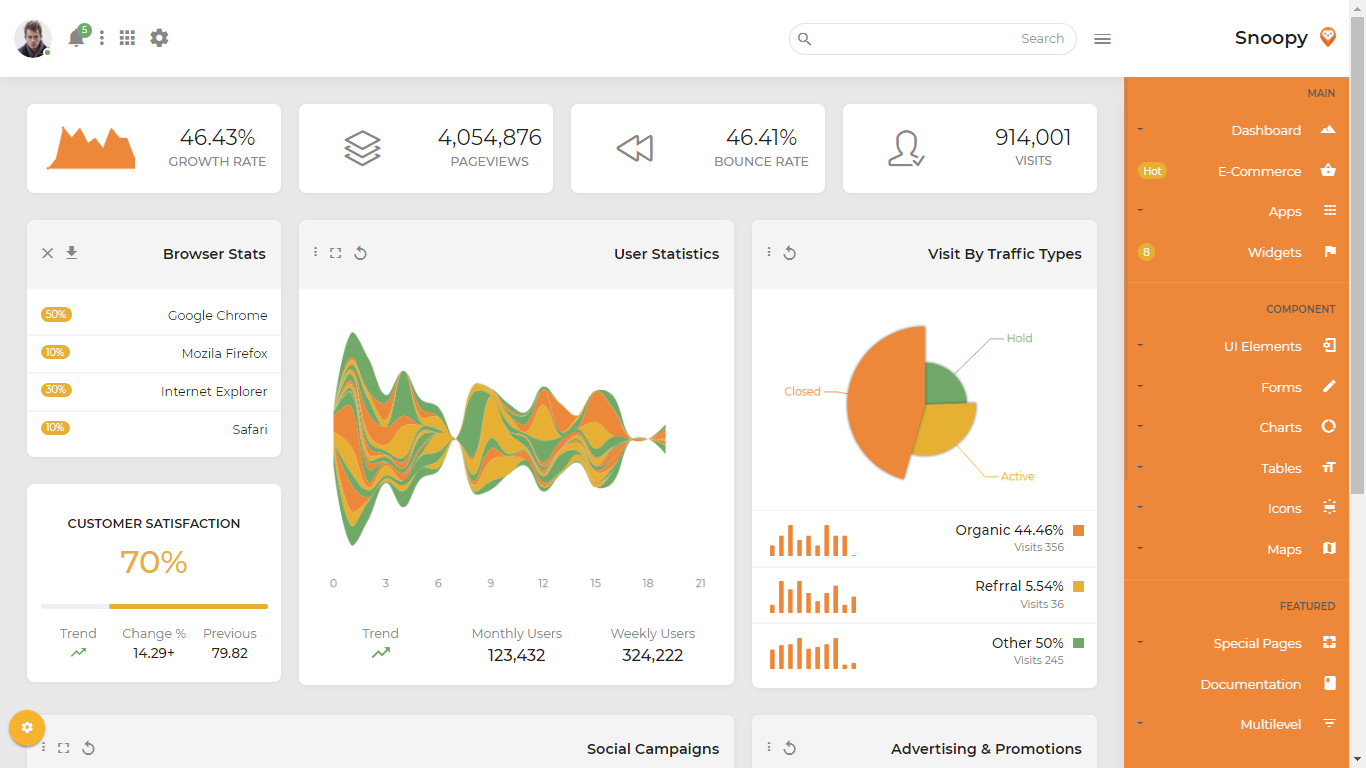 5
Search
Snoopy
46.43%
GROWTH RATE
4,054,876
PAGEVIEWS
46.41%
BOUNCE RATE
914,001
VISITS
Browser Stats
50% Google Chrome
10% Mozila Firefox
30% Internet Explorer
10% Safari
CUSTOMER SATISFACTION
70%
Trend Change % Previous
14.29+ 79.82
User Statistics
0 3 6 9 12 15 18 21
Trend Monthly Users Weekly Users
123,432 324,222
Visit By Traffic Types
Hold
Closed
Active
Organic 44.46%
Visits 356
Refrral 5.54%
Visits 36
Other 50%
Visits 245
Social Campaigns
Advertising & Promotions
MAIN
Dashboard
Hot E-Commerce
Apps
8 Widgets
COMPONENT
UI Elements
Forms
Charts
Tables
Icons
Maps
FEATURED
Special Pages
Documentation
Multilevel